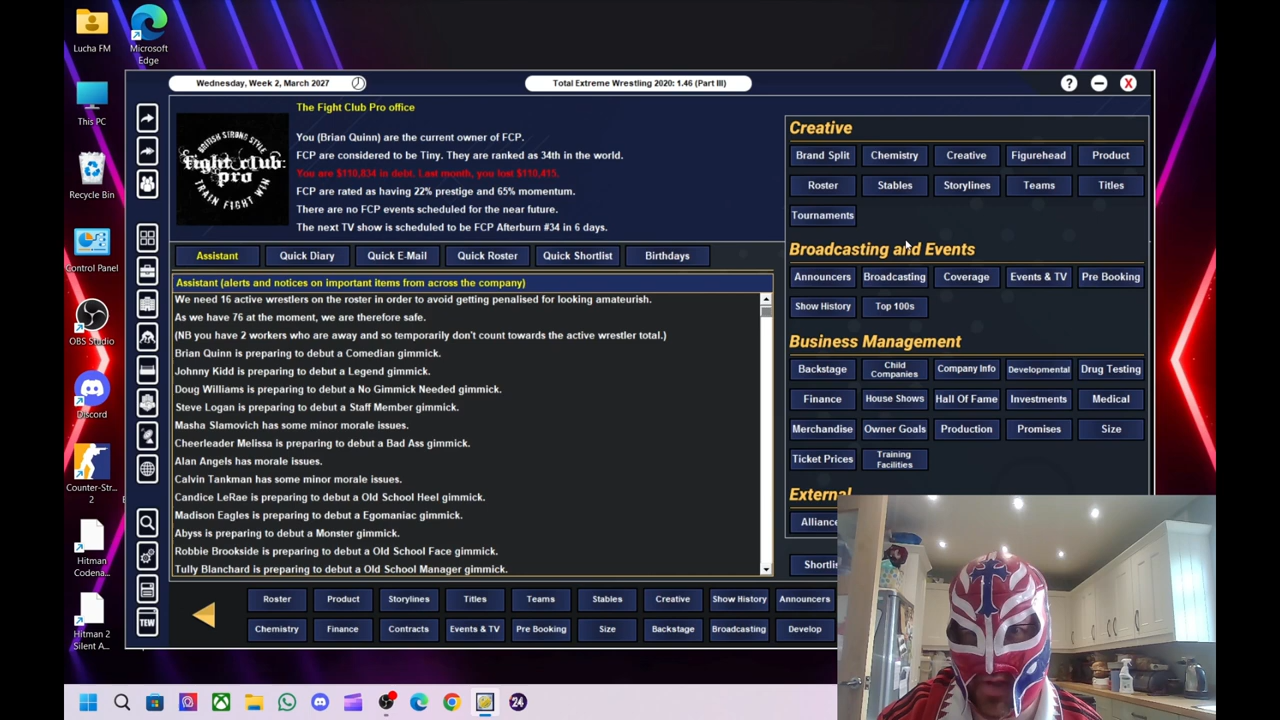 Lucha FM
Microsoft Edge
This PC
Recycle Bin
Control Panel
OBS Studio
Discord
Counter-Str... 2
Hitman Codena...
Hitman 2 Silent A...
Wednesday, Week 2, March 2027
Total Extreme Wrestling 2020: 1.46 (Part III)
?
X
BRITISH STRONG STYLE
fight club:
pro
TRAIN FIGHT WIN
The Fight Club Pro office
You (Brian Quinn) are the current owner of FCP.
FCP are considered to be Tiny. They are ranked as 34th in the world.
You are $110,834 in debt. Last month, you lost $110,415.
FCP are rated as having 22% prestige and 65% momentum.
There are no FCP events scheduled for the near future.
The next TV show is scheduled to be FCP Afterburn #34 in 6 days.
Assistant Quick Diary Quick E-Mail Quick Roster Quick Shortlist Birthdays
Assistant (alerts and notices on important items from across the company)
We need 16 active wrestlers on the roster in order to avoid getting penalised for looking amateurish.
As we have 76 at the moment, we are therefore safe.
(NB you have 2 workers who are away and so temporarily don't count towards the active wrestler total.)
Brian Quinn is preparing to debut a Comedian gimmick.
Johnny Kidd is preparing to debut a Legend gimmick.
Doug Williams is preparing to debut a No Gimmick Needed gimmick.
Steve Logan is preparing to debut a Staff Member gimmick.
Masha Slamovich has some minor morale issues.
Cheerleader Melissa is preparing to debut a Bad Ass gimmick.
Alan Angels has morale issues.
Calvin Tankman has some minor morale issues.
Candice LeRae is preparing to debut a Old School Heel gimmick.
Madison Eagles is preparing to debut a Egomaniac gimmick.
Abyss is preparing to debut a Monster gimmick.
Robbie Brookside is preparing to debut a Old School Face gimmick.
Tully Blanchard is preparing to debut a Old School Manager gimmick.
Creative
Brand Split Chemistry Creative Figurehead Product
Roster Stables Storylines Teams Titles
Tournaments
Broadcasting and Events
Announcers Broadcasting Coverage Events & TV Pre Booking
Show History Top 100s
Business Management
Backstage Child Companies Company Info Developmental Drug Testing
Finance House Shows Hall Of Fame Investments Medical
Merchandise Owner Goals Production Promises Size
Ticket Prices Training Facilities
External
Allianc
Shortlis
Roster Product Storylines Titles Teams Stables Creative Show History Announcers
Chemistry Finance Contracts Events & TV Pre Booking Size Backstage Broadcasting Develop
TEW
24